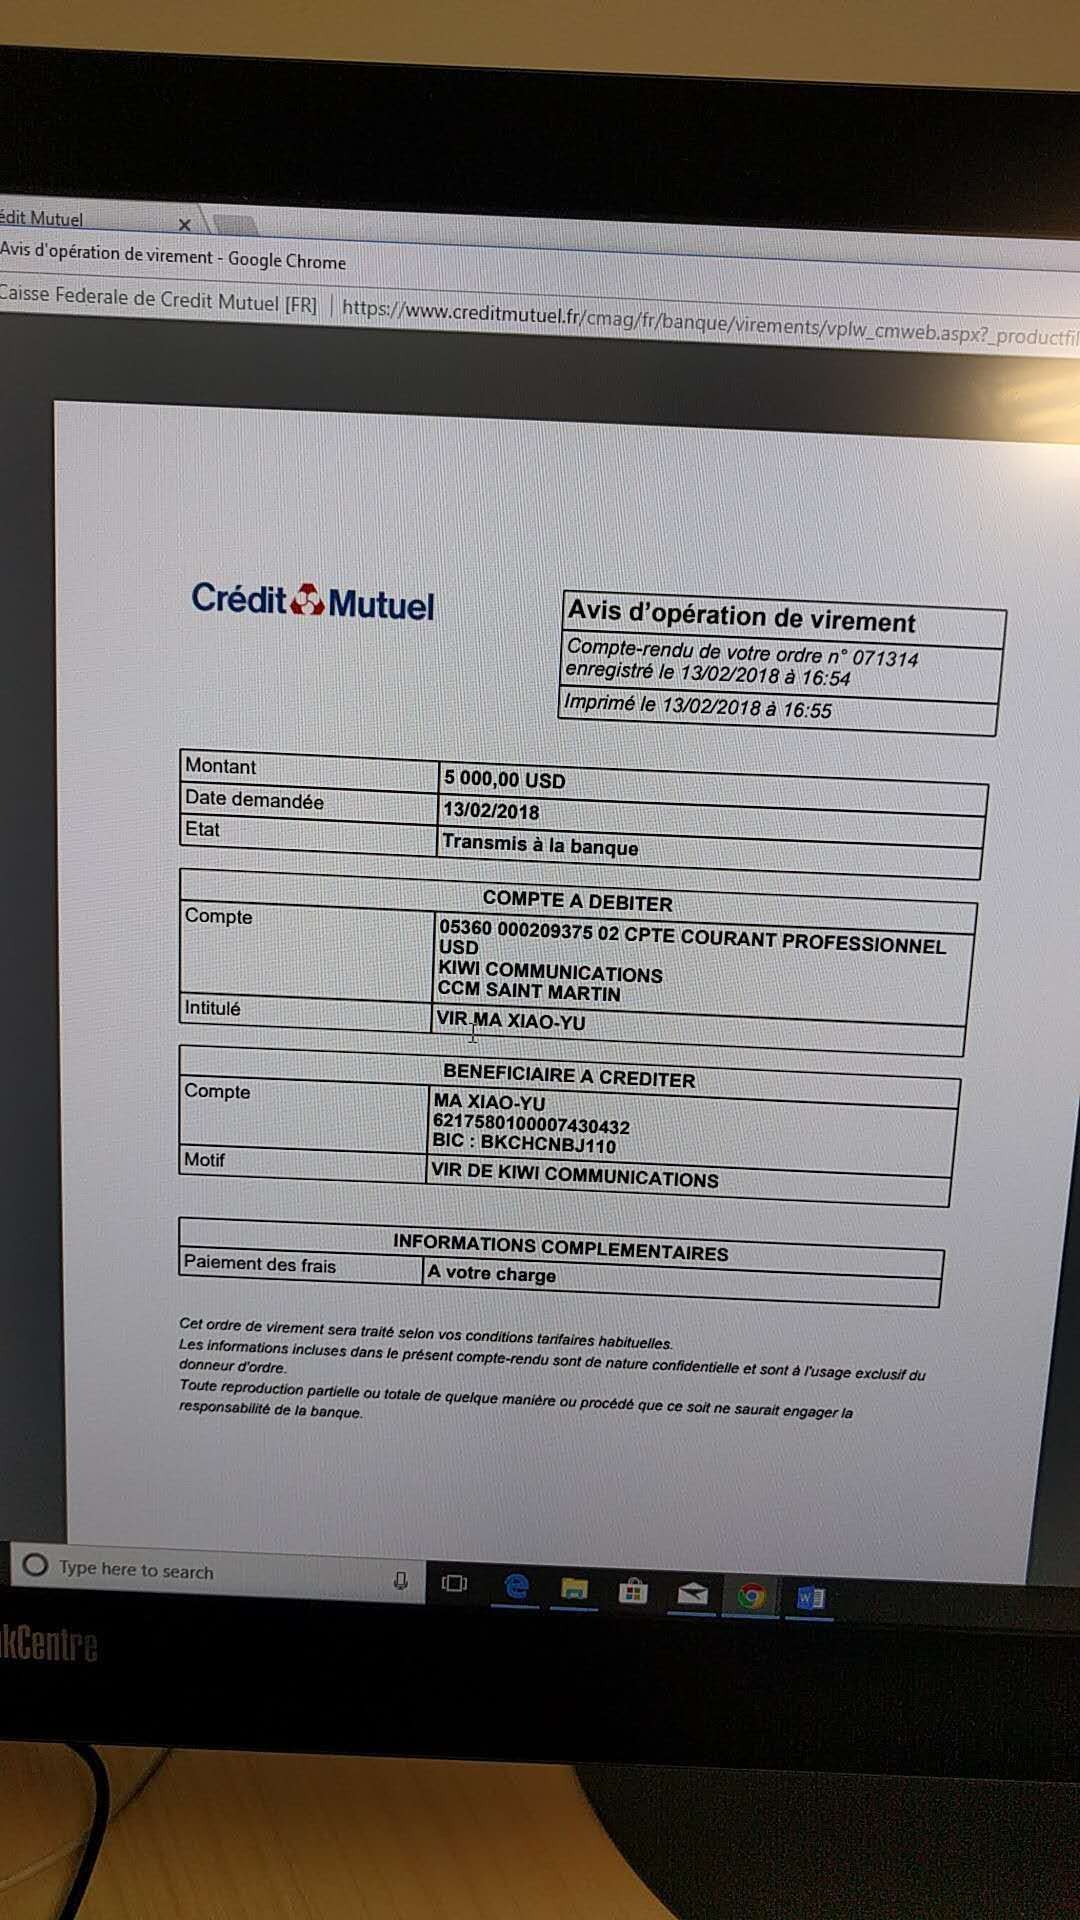 édit Mutuel
Avis d'opération de virement - Google Chrome
Caisse Federale de Credit Mutuel [FR] | https://www.creditmutuel.fr/cmag/fr/banque/virements/vplw_cmweb.aspx?_productfil
Crédit Mutuel
Avis d'opération de virement
Compte-rendu de votre ordre n° 071314
enregistré le 13/02/2018 à 16:54
Imprimé le 13/02/2018 à 16:55
Montant 5 000,00 USD
Date demandée 13/02/2018
Etat Transmis à la banque
COMPTE A DEBITER
Compte 05360 000209375 02 CPTE COURANT PROFESSIONNEL
USD
KIWI COMMUNICATIONS
CCM SAINT MARTIN
Intitulé VIR MA XIAO-YU
BENEFICIAIRE A CREDITER
Compte MA XIAO-YU
6217580100007430432
BIC : BKCHCNBJ110
Motif VIR DE KIWI COMMUNICATIONS
INFORMATIONS COMPLEMENTAIRES
Paiement des frais A votre charge
Cet ordre de virement sera traité selon vos conditions tarifaires habituelles.
Les informations incluses dans le présent compte-rendu sont de nature confidentielle et sont à l'usage exclusif du
donneur d'ordre.
Toute reproduction partielle ou totale de quelque manière ou procédé que ce soit ne saurait engager la
responsabilité de la banque.
Type here to search
kCentre